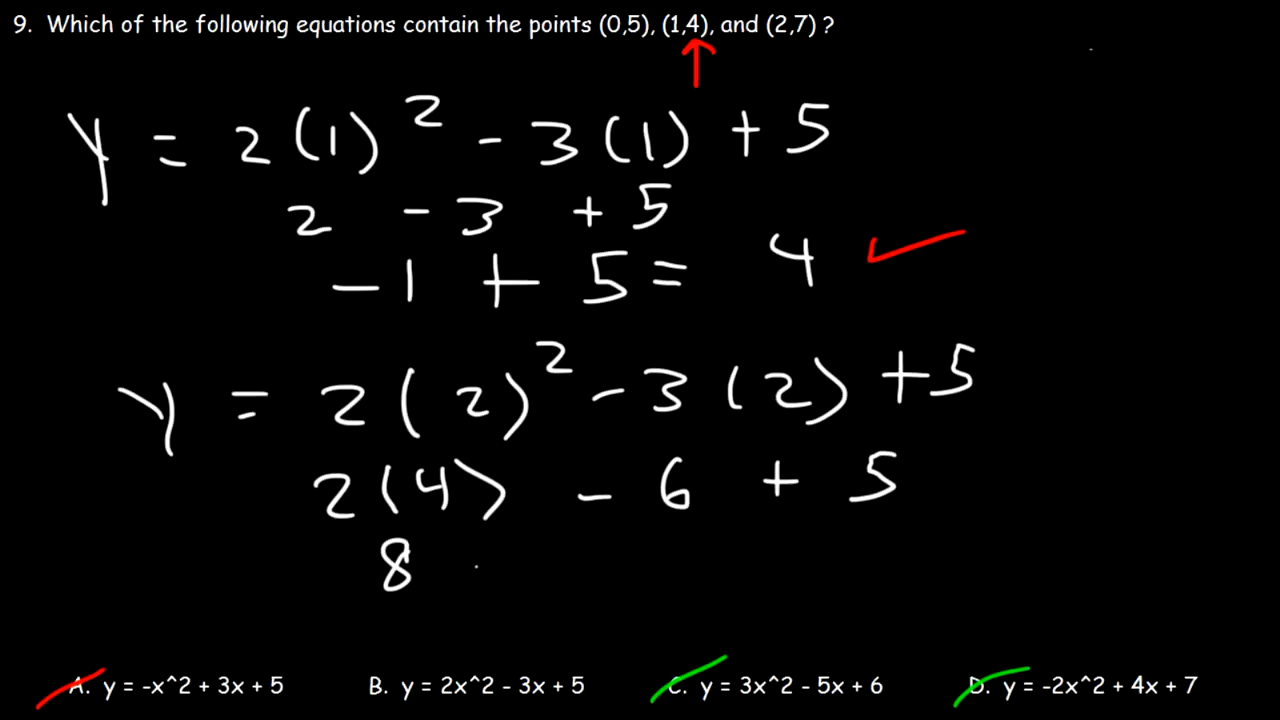 9. Which of the following equations contain the points (0,5), (1,4), and (2,7) ?
y = 2(1)^2 - 3(1) + 5
2 - 3 + 5
-1 + 5 = 4
y = 2(2)^2 - 3(2) + 5
2(4) - 6 + 5
8
A. y = -x^2 + 3x + 5 B. y = 2x^2 - 3x + 5 C. y = 3x^2 - 5x + 6 D. y = -2x^2 + 4x + 7